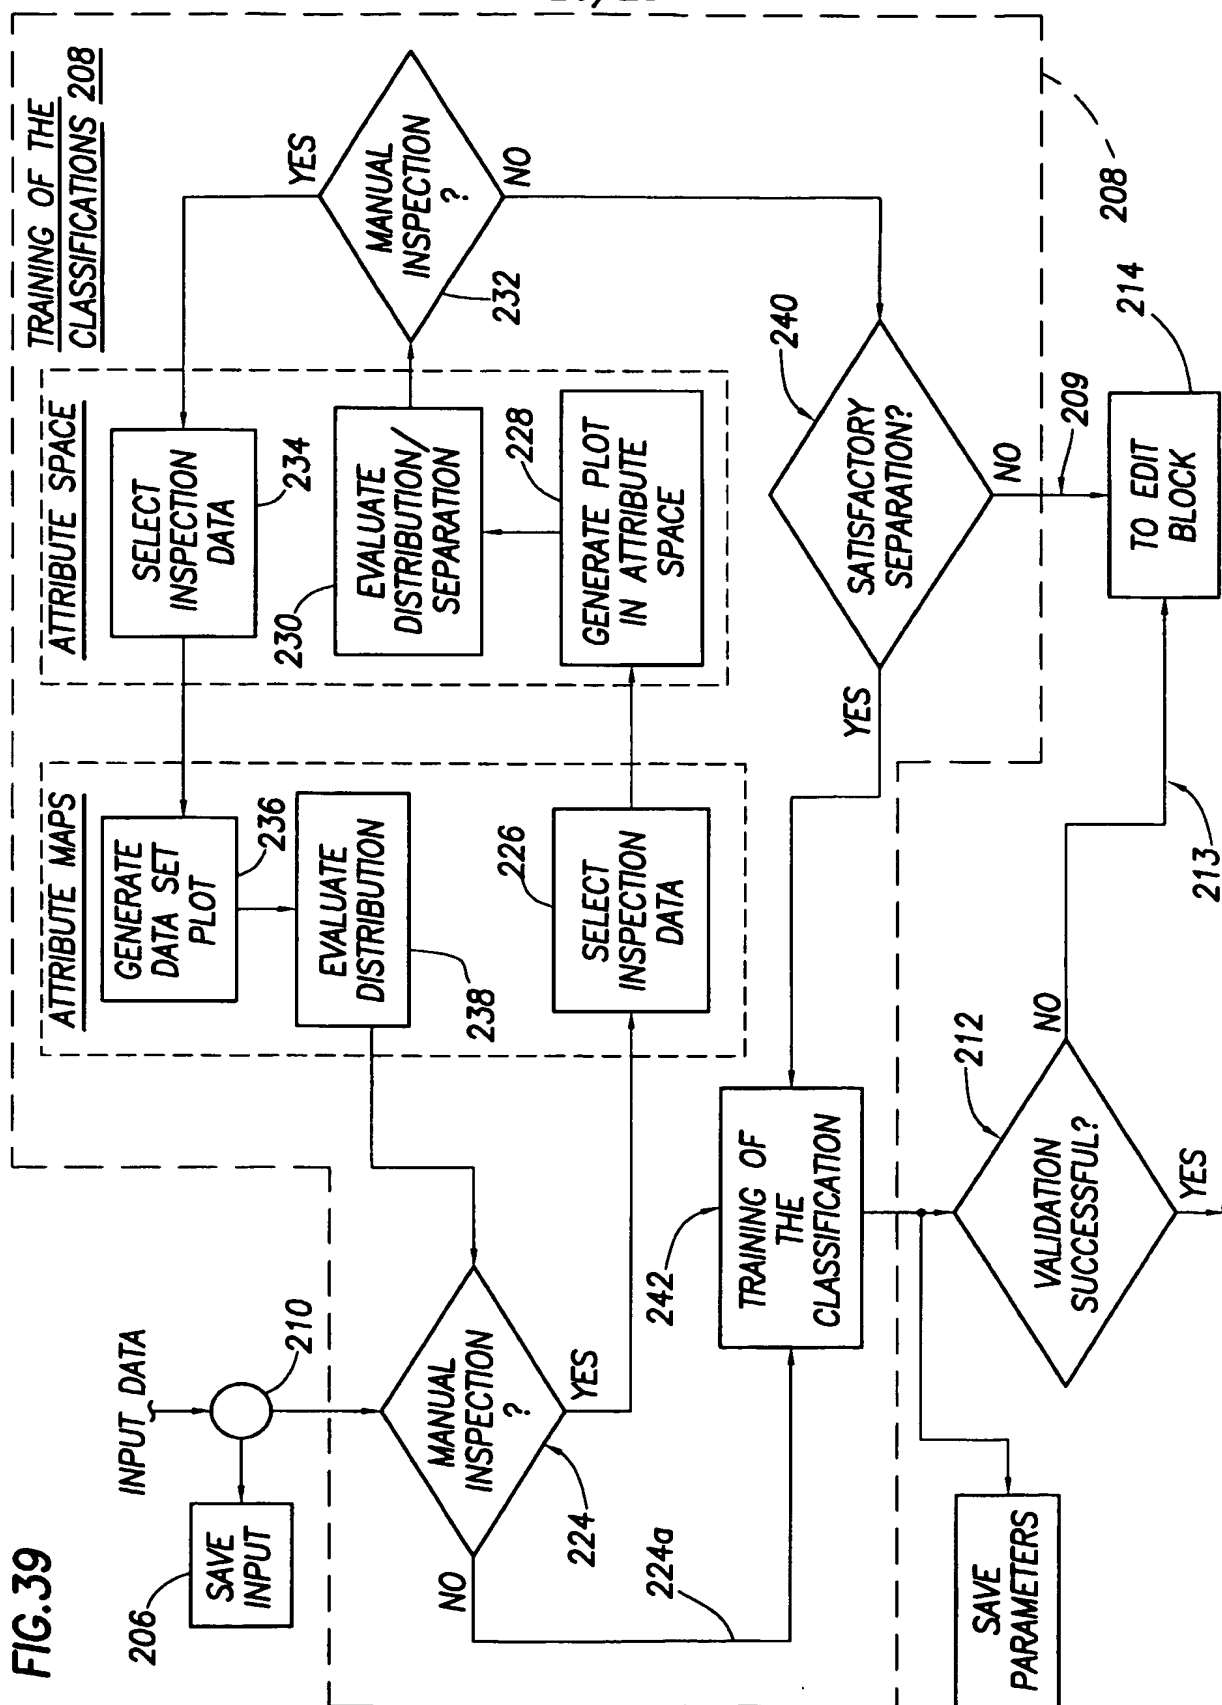 FIG.39
INPUT DATA
210
206
SAVE
INPUT
TRAINING OF THE
CLASSIFICATIONS 208
ATTRIBUTE MAPS
GENERATE
DATA SET
PLOT
236
EVALUATE
DISTRIBUTION
238
226
SELECT
INSPECTION
DATA
ATTRIBUTE SPACE
SELECT
INSPECTION
DATA
234
230
EVALUATE
DISTRIBUTION/
SEPARATION
228
GENERATE PLOT
IN ATTRIBUTE
SPACE
YES
MANUAL
INSPECTION
?
NO
232
MANUAL
INSPECTION
?
YES
NO
224
224a
242
TRAINING OF
THE
CLASSIFICATION
240
SATISFACTORY
SEPARATION?
YES
NO
209
208
SAVE
PARAMETERS
212
VALIDATION
SUCCESSFUL?
NO
YES
213
214
TO EDIT
BLOCK